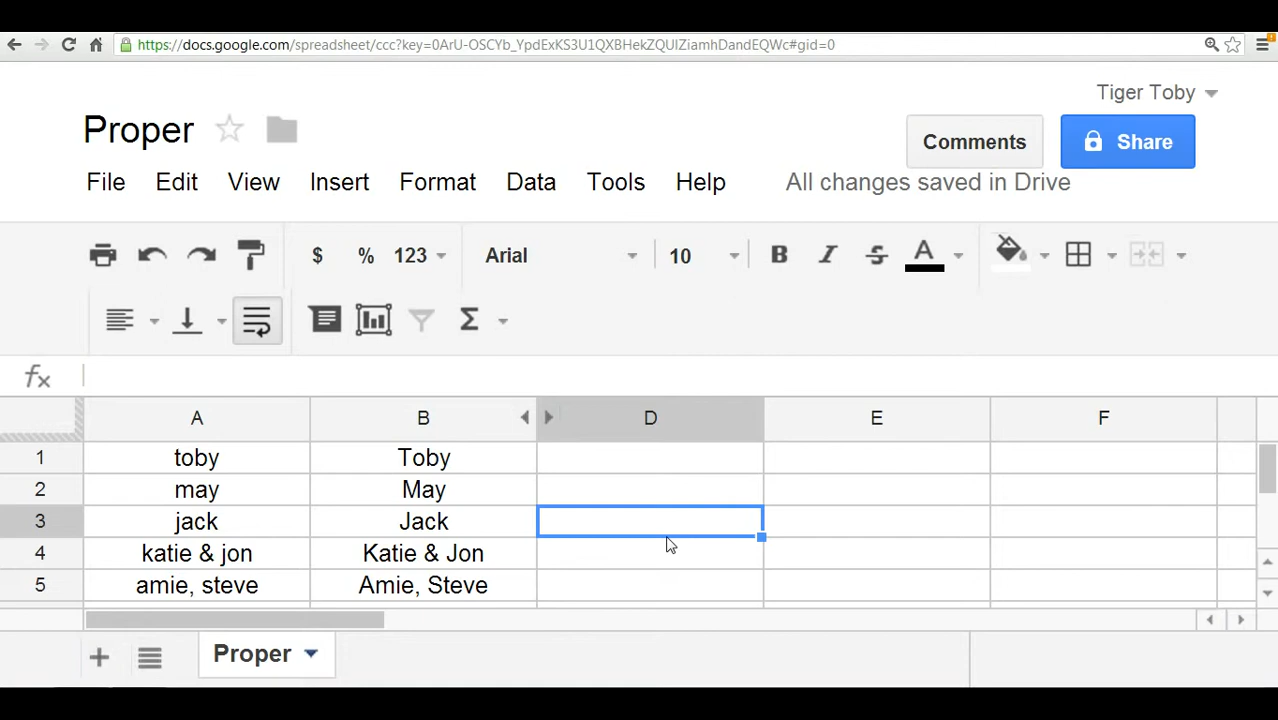 https://docs.google.com/spreadsheet/ccc?key=0ArU-OSCYb_YpdExKS3U1QXBHekZQUlZiamhDandEQWc#gid=0
Tiger Toby
Proper
Comments
Share
File Edit View Insert Format Data Tools Help All changes saved in Drive
$ % 123 Arial 10 B I S A
Σ
fx
A B D E F
1 toby Toby
2 may May
3 jack Jack
4 katie & jon Katie & Jon
5 amie, steve Amie, Steve
Proper